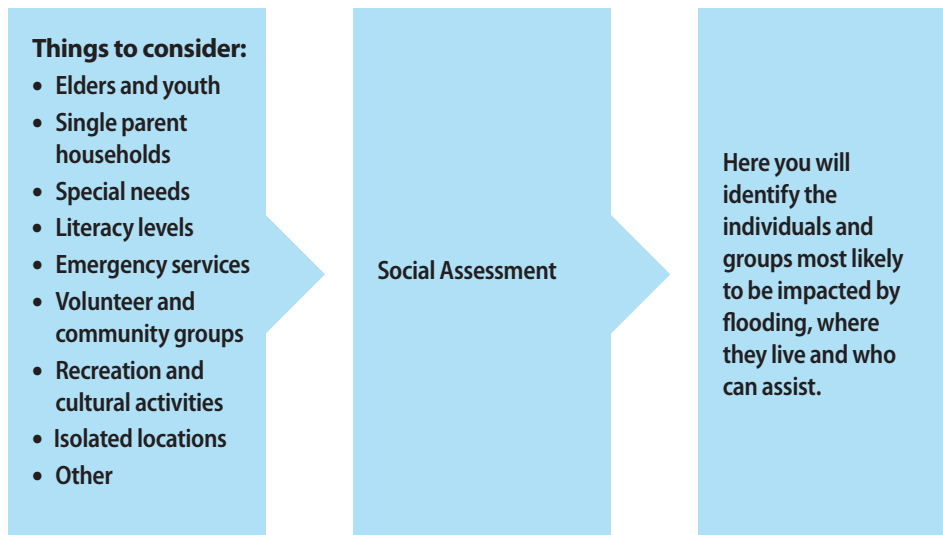 Things to consider:
• Elders and youth
• Single parent
households
• Special needs
• Literacy levels
• Emergency services
• Volunteer and
community groups
• Recreation and
cultural activities
• Isolated locations
• Other
Social Assessment
Here you will
identify the
individuals and
groups most likely
to be impacted by
flooding, where
they live and who
can assist.